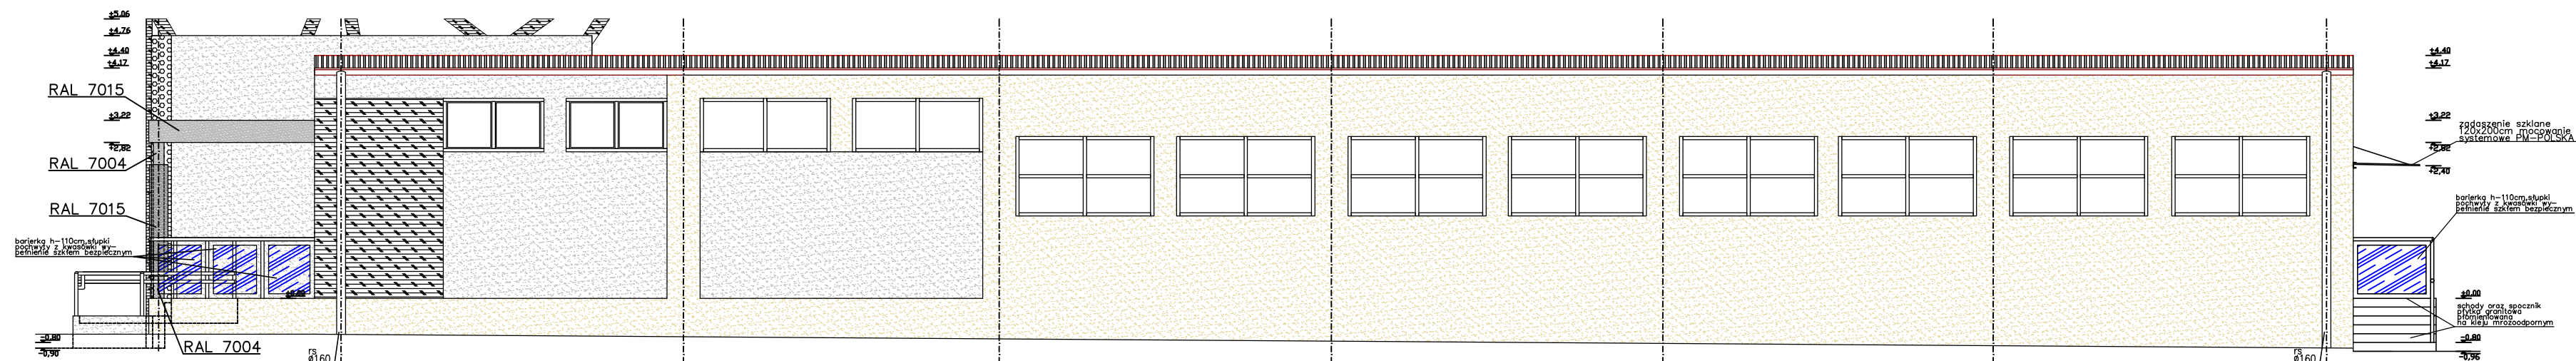 +5.06
+4.76
+4.40
+4.17
RAL 7015
+3.22
+2,82
RAL 7004
RAL 7015
barierka h-110cm,słupki
pochwyty z kwasówki wy-
pełnienie szkłem bezpiecznym
±0.00
-0.80
-0,90
RAL 7004
rs
ø160
+4.40
+4.17
+3.22
zadaszenie szklane
120x200cm mocowanie
systemowe PM-POLSKA
+2.82
+2,40
barierka h-110cm,słupki
pochwyty z kwasówki wy-
pełnienie szkłem bezpiecznym
±0.00
schody oraz spocznik
płytka granitowa
płomieniowana
na kleju mrozoodpornym
-0.80
-0,96
rs
ø160